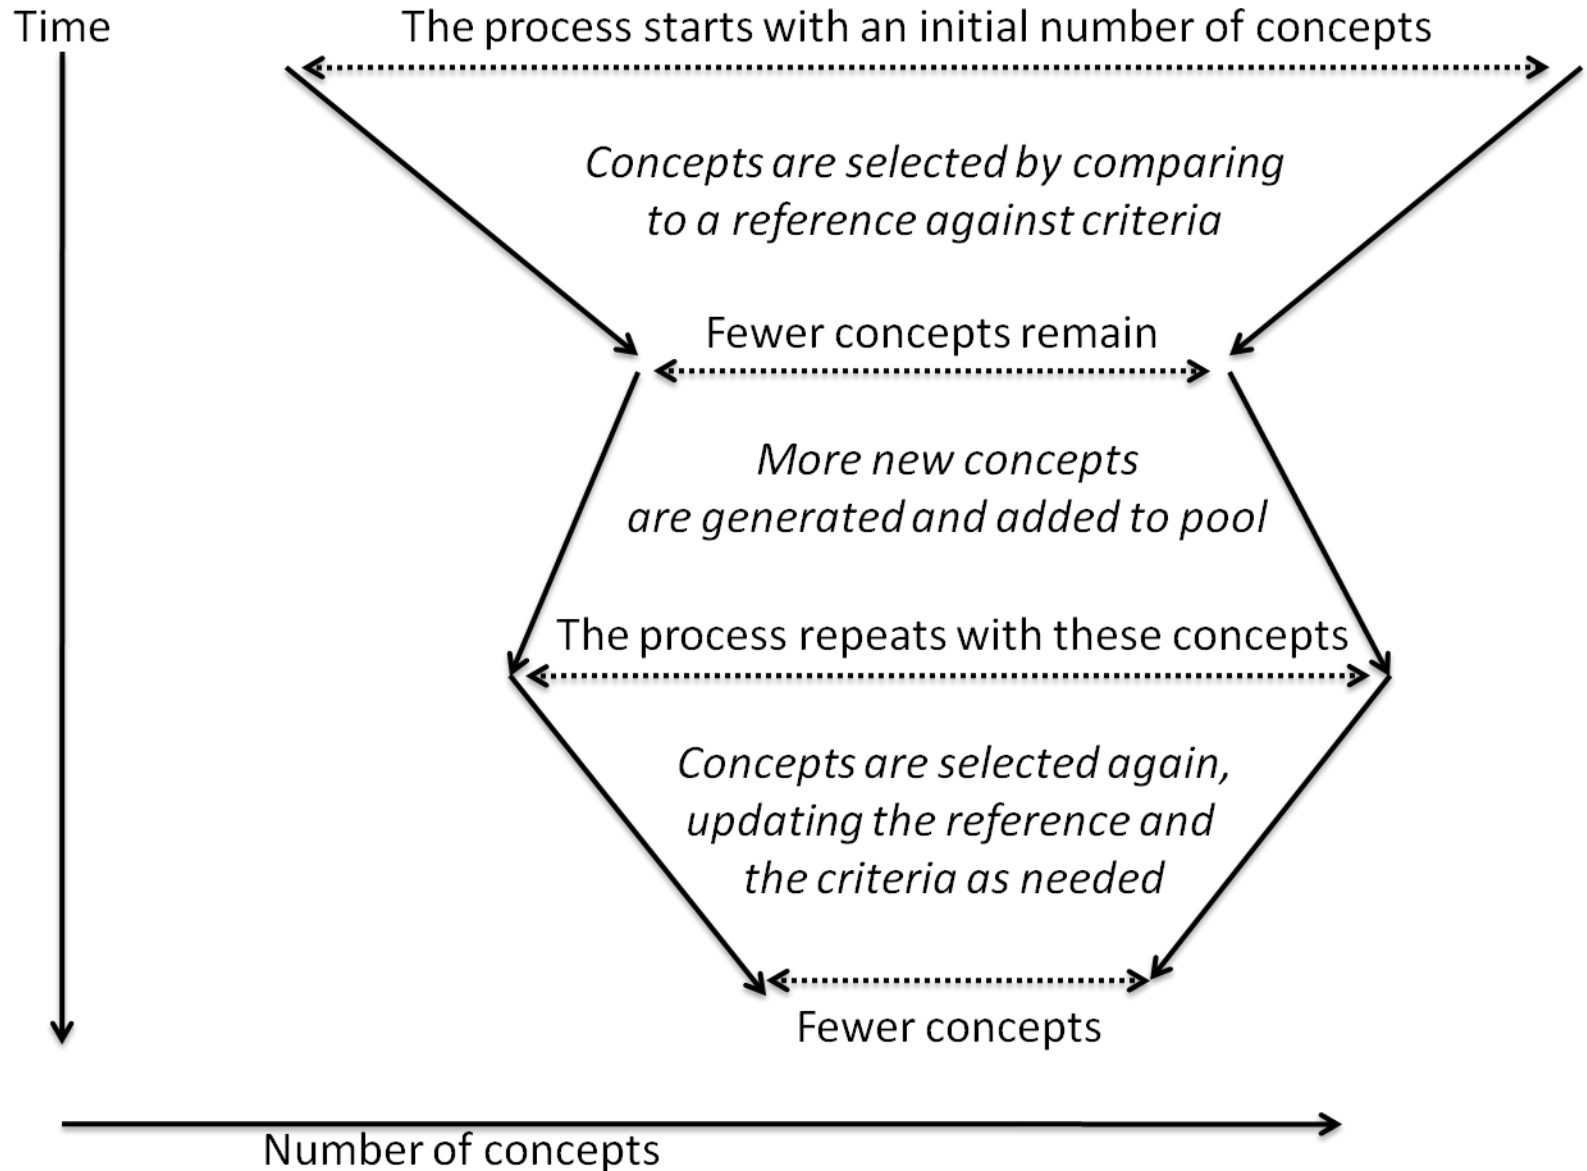 Time
The process starts with an initial number of concepts
Concepts are selected by comparing
to a reference against criteria
Fewer concepts remain
More new concepts
are generated and added to pool
The process repeats with these concepts
Concepts are selected again,
updating the reference and
the criteria as needed
Fewer concepts
Number of concepts